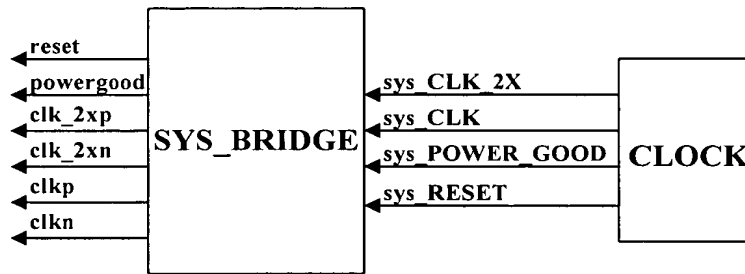 reset
powergood
clk_2xp
clk_2xn
clkp
clkn
SYS_BRIDGE
sys_CLK_2X
sys_CLK
sys_POWER_GOOD
sys_RESET
CLOCK